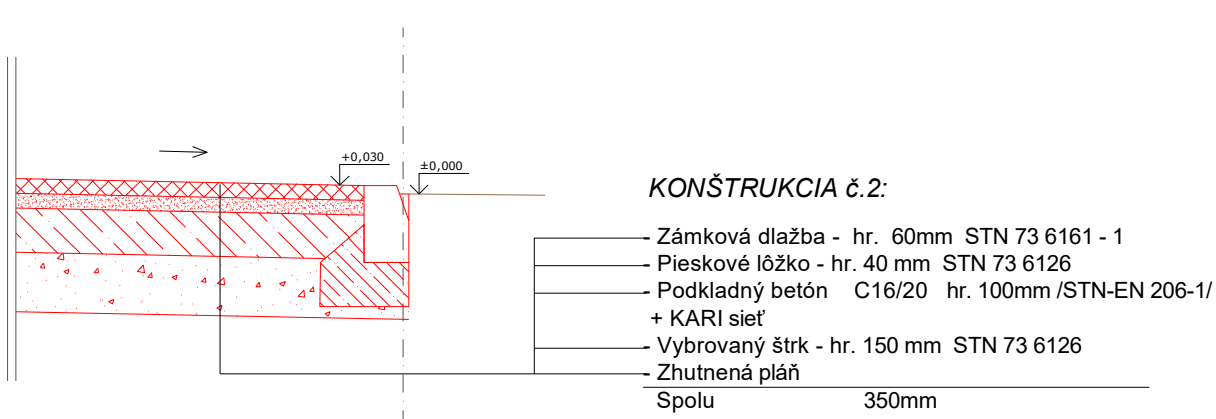 +0,030
±0,000
KONŠTRUKCIA č.2:
- Zámková dlažba - hr. 60mm STN 73 6161 - 1
- Pieskové lôžko - hr. 40 mm STN 73 6126
- Podkladný betón C16/20 hr. 100mm /STN-EN 206-1/
+ KARI sieť
- Vybrovaný štrk - hr. 150 mm STN 73 6126
- Zhutnená pláň
Spolu 350mm